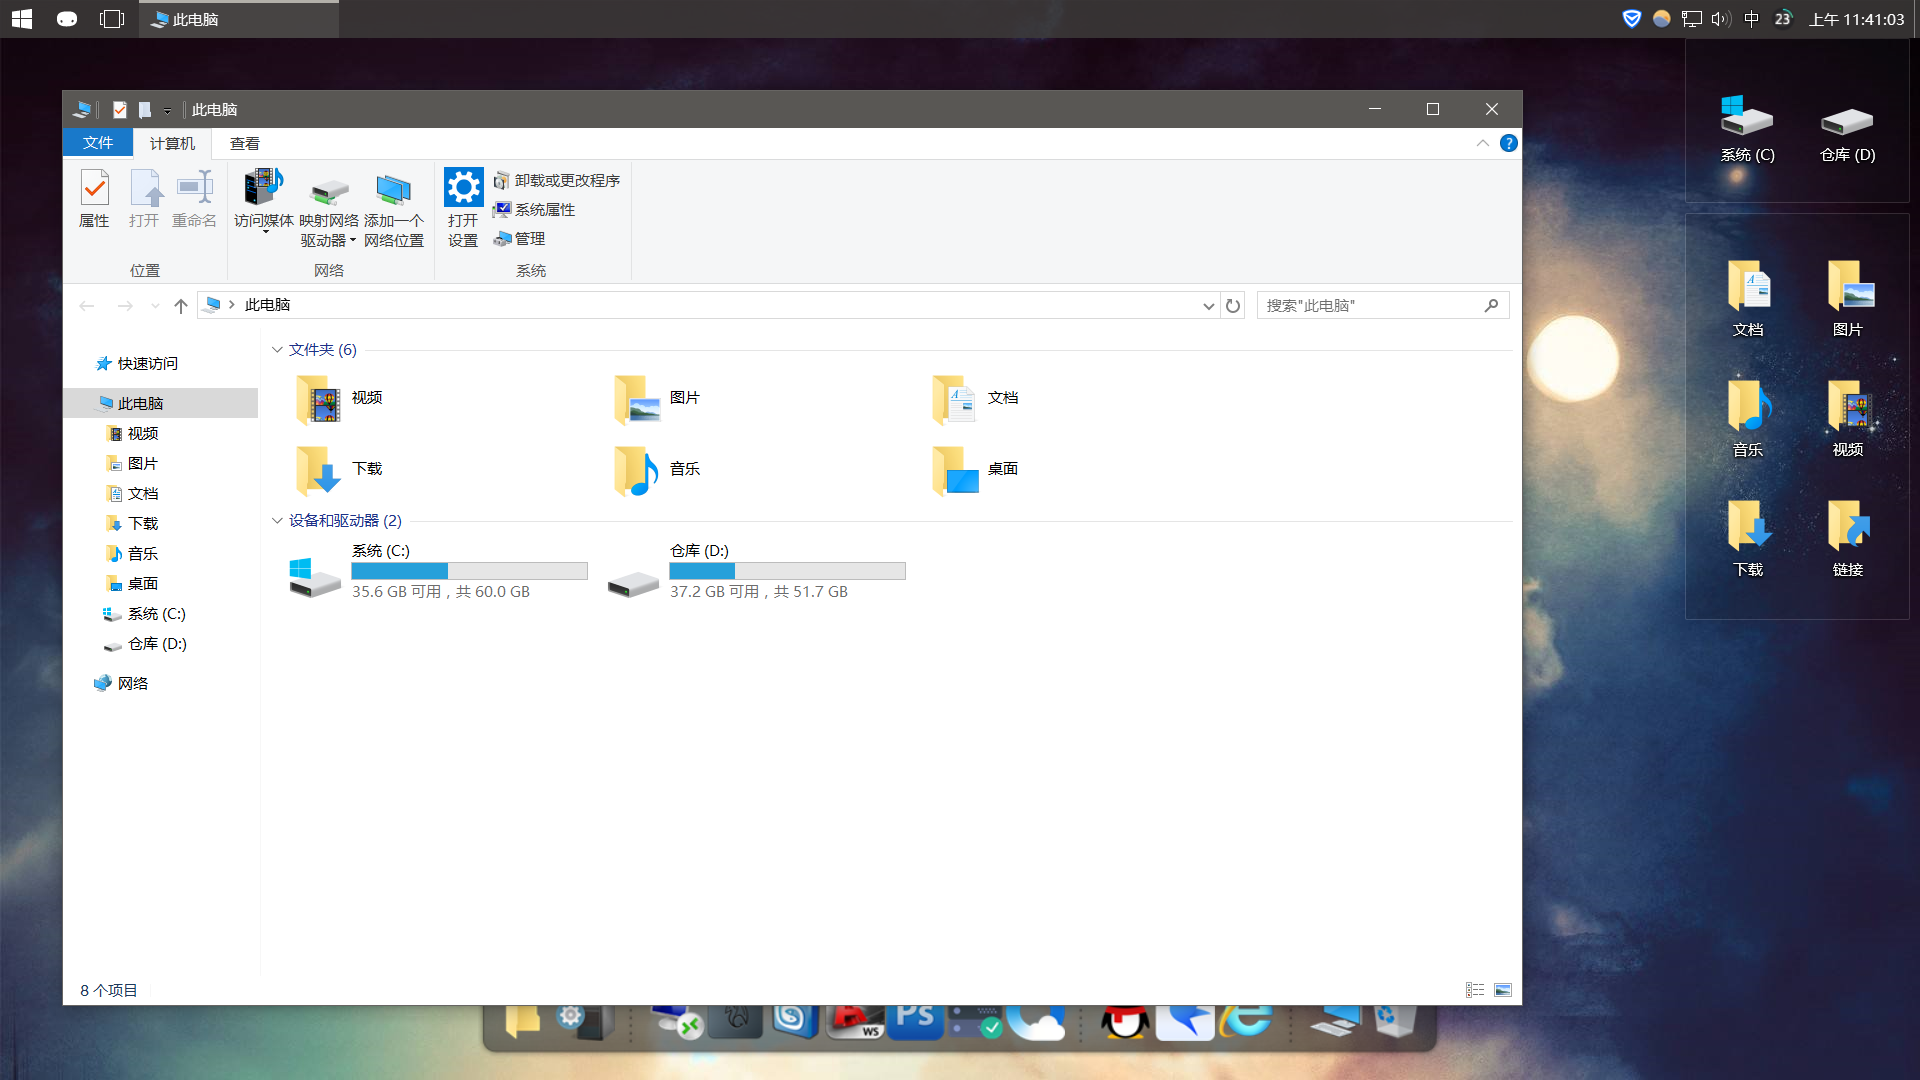 此电脑
中
23
上午 11:41:03
此电脑
文件
计算机
查看
属性
打开
重命名
位置
访问媒体
映射网络
驱动器
添加一个
网络位置
网络
打开
设置
卸载或更改程序
系统属性
管理
系统
此电脑
搜索"此电脑"
快速访问
此电脑
视频
图片
文档
下载
音乐
桌面
系统 (C:)
仓库 (D:)
网络
文件夹 (6)
视频
图片
文档
下载
音乐
桌面
设备和驱动器 (2)
系统 (C:)
35.6 GB 可用，共 60.0 GB
仓库 (D:)
37.2 GB 可用，共 51.7 GB
8 个项目
系统 (C)
仓库 (D)
文档
图片
音乐
视频
下载
链接
WS
PS